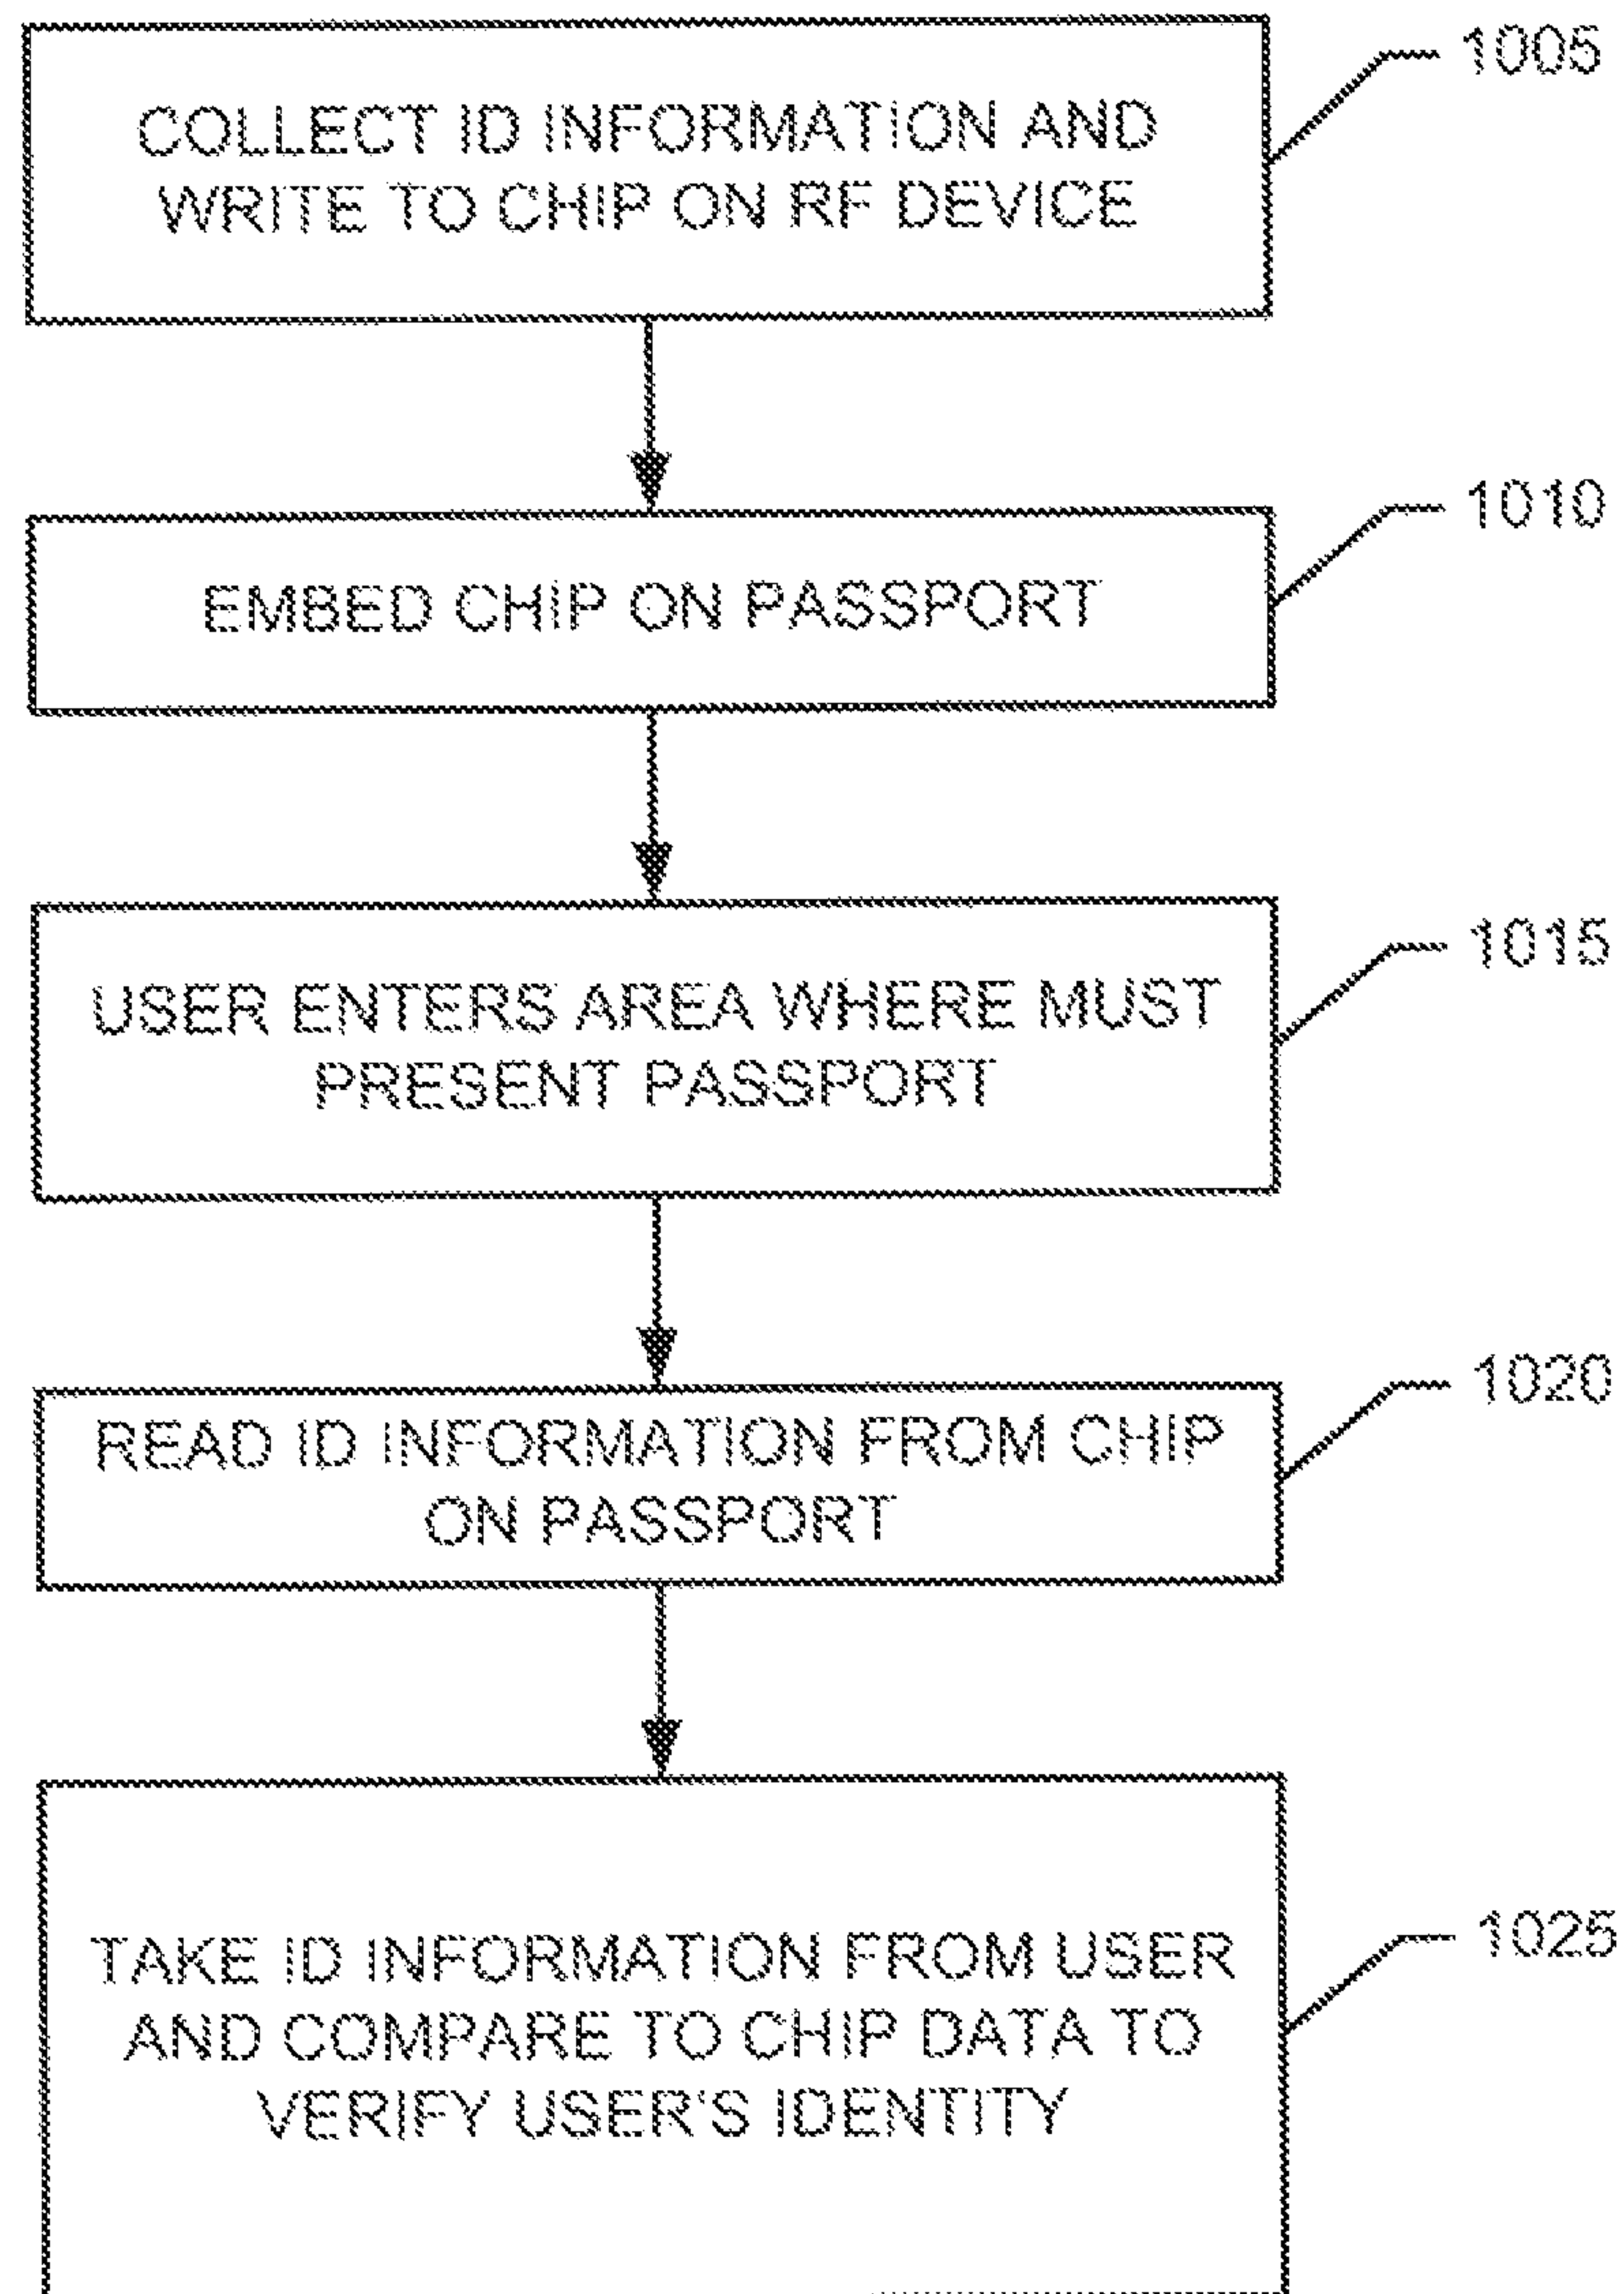 COLLECT ID INFORMATION AND
WRITE TO CHIP ON RF DEVICE
1005
EMBED CHIP ON PASSPORT
1010
USER ENTERS AREA WHERE MUST
PRESENT PASSPORT
1015
READ ID INFORMATION FROM CHIP
ON PASSPORT
1020
TAKE ID INFORMATION FROM USER
AND COMPARE TO CHIP DATA TO
VERIFY USER'S IDENTITY
1025